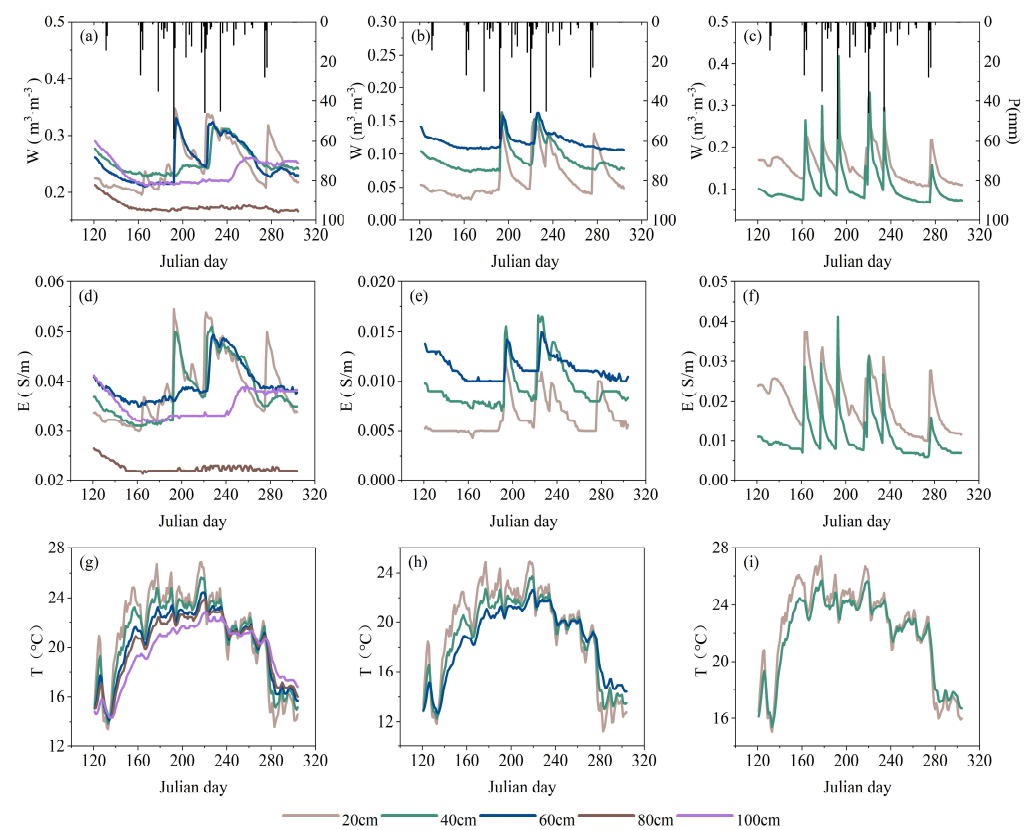 (a)
0.5
0.4
0.3
0.2
W ( m³·m⁻³ )
0
20
40
60
80
100
120 160 200 240 280 320
Julian day
(b)
0.30
0.25
0.20
0.15
0.10
0.05
0.00
W ( m³·m⁻³ )
0
20
40
60
80
100
120 160 200 240 280 320
Julian day
(c)
0.5
0.4
0.3
0.2
0.1
W ( m³·m⁻³ )
0
20
40
60
80
100
P(mm)
120 160 200 240 280 320
Julian day
(d)
0.06
0.05
0.04
0.03
0.02
E ( S/m )
120 160 200 240 280 320
Julian day
(e)
0.020
0.015
0.010
0.005
0.000
E ( S/m )
120 160 200 240 280 320
Julian day
(f)
0.05
0.04
0.03
0.02
0.01
0.00
E ( S/m )
120 160 200 240 280 320
Julian day
(g)
28
24
20
16
12
T (°C)
120 160 200 240 280 320
Julian day
(h)
24
20
16
12
T (°C)
120 160 200 240 280 320
Julian day
(i)
28
24
20
16
T (°C)
120 160 200 240 280 320
Julian day
20cm 40cm 60cm 80cm 100cm